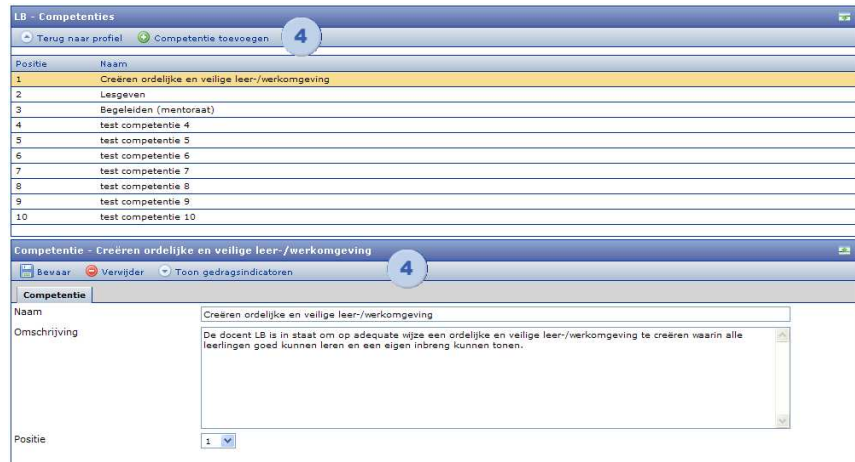 LB - Competenties
Terug naar profiel Competentie toevoegen 4
Positie Naam
1 Creëren ordelijke en veilige leer-/werkomgeving
2 Lesgeven
3 Begeleiden (mentoraat)
4 test competentie 4
5 test competentie 5
6 test competentie 6
7 test competentie 7
8 test competentie 8
9 test competentie 9
10 test competentie 10
Competentie - Creëren ordelijke en veilige leer-/werkomgeving
Bewaar Verwijder Toon gedragsindicatoren 4
Competentie
Naam Creëren ordelijke en veilige leer-/werkomgeving
Omschrijving De docent LB is in staat om op adequate wijze een ordelijke en veilige leer-/werkomgeving te creëren waarin alle
leerlingen goed kunnen leren en een eigen inbreng kunnen tonen.
Positie 1